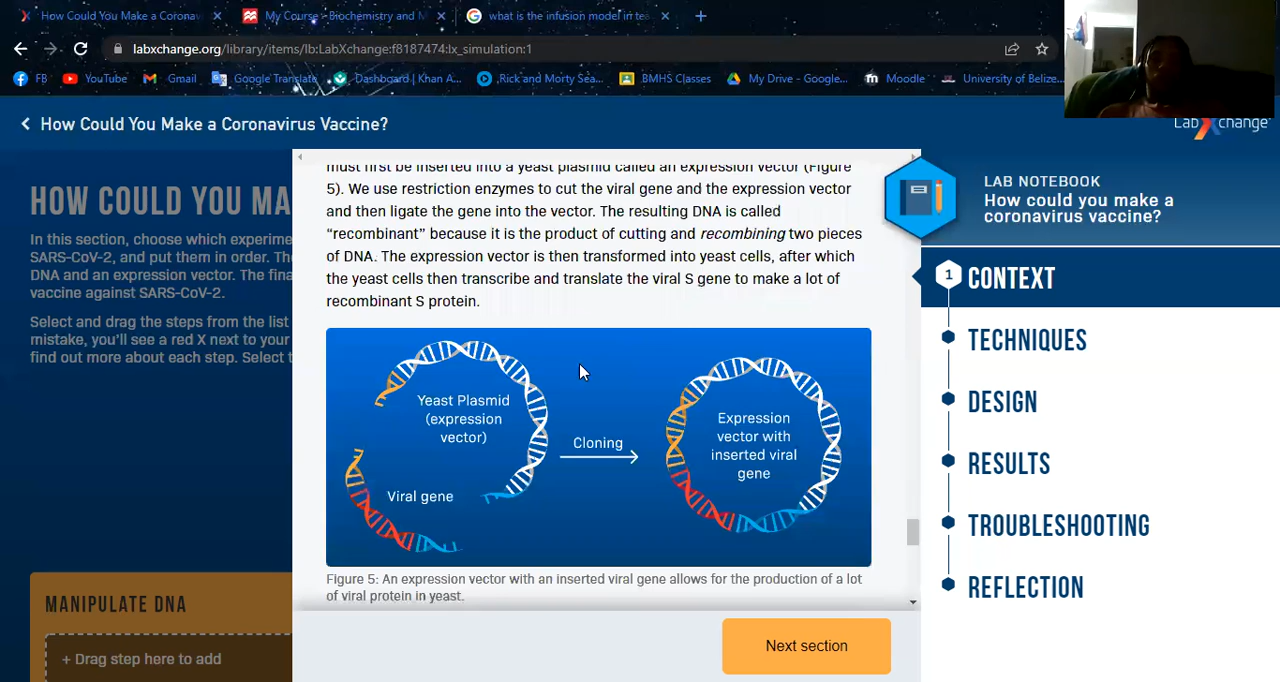 How Could You Make a Coronav
My Course - Biochemistry and M
what is the infusion model in tea
labxchange.org/library/items/lb:LabXchange:f8187474:lx_simulation:1
FB
YouTube
Gmail
Google Translate
Dashboard | Khan A...
Rick and Morty Sea...
BMHS Classes
My Drive - Google...
Moodle
University of Belize...
How Could You Make a Coronavirus Vaccine?
LabXchange
HOW COULD YOU MA
In this section, choose which experime
SARS-CoV-2, and put them in order. Th
DNA and an expression vector. The fina
vaccine against SARS-CoV-2.
Select and drag the steps from the list
mistake, you'll see a red X next to your
find out more about each step. Select t
MANIPULATE DNA
+ Drag step here to add
must first be inserted into a yeast plasmid called an expression vector (Figure
5). We use restriction enzymes to cut the viral gene and the expression vector
and then ligate the gene into the vector. The resulting DNA is called
“recombinant” because it is the product of cutting and recombining two pieces
of DNA. The expression vector is then transformed into yeast cells, after which
the yeast cells then transcribe and translate the viral S gene to make a lot of
recombinant S protein.
Yeast Plasmid
(expression
vector)
Viral gene
Cloning
Expression
vector with
inserted viral
gene
Figure 5: An expression vector with an inserted viral gene allows for the production of a lot
of viral protein in yeast.
Next section
LAB NOTEBOOK
How could you make a
coronavirus vaccine?
1 CONTEXT
TECHNIQUES
DESIGN
RESULTS
TROUBLESHOOTING
REFLECTION